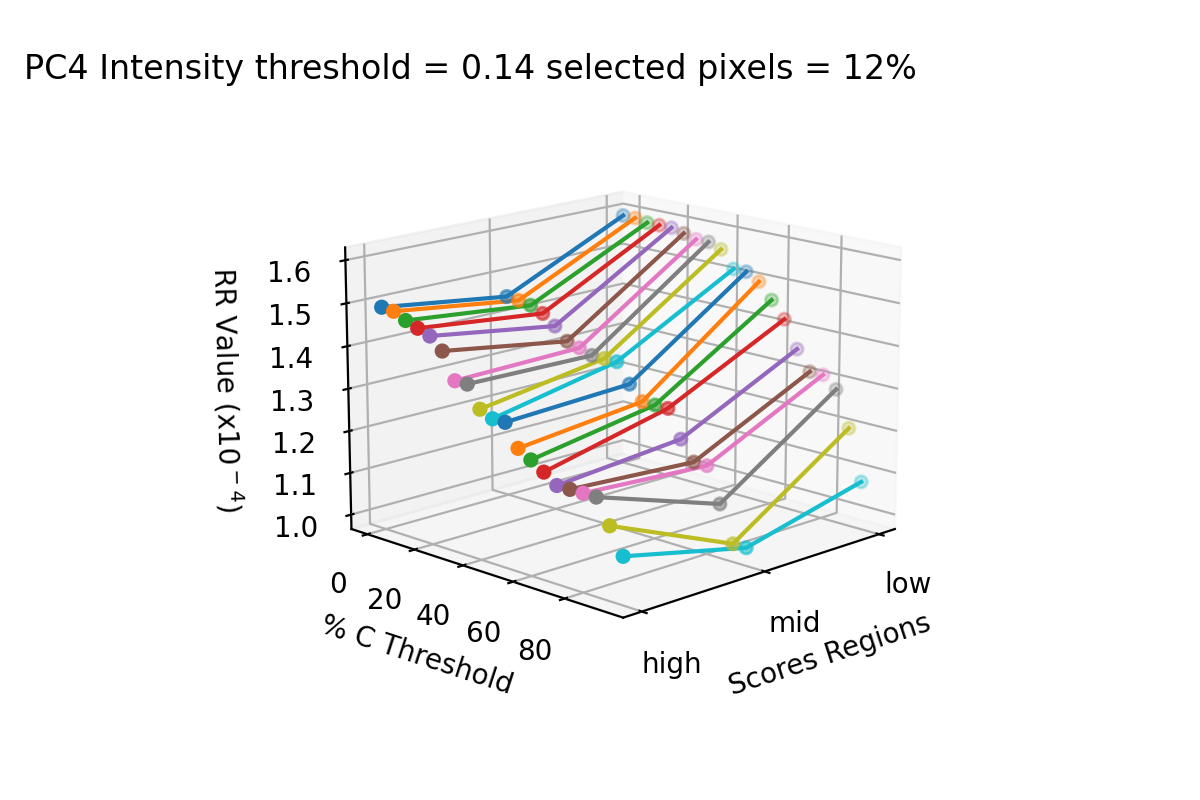 PC4 Intensity threshold = 0.14 selected pixels = 12%
RR Value (x10⁻⁴)
1.6
1.5
1.4
1.3
1.2
1.1
1.0
0
20
40
60
80
% C Threshold
high
mid
low
Scores Regions